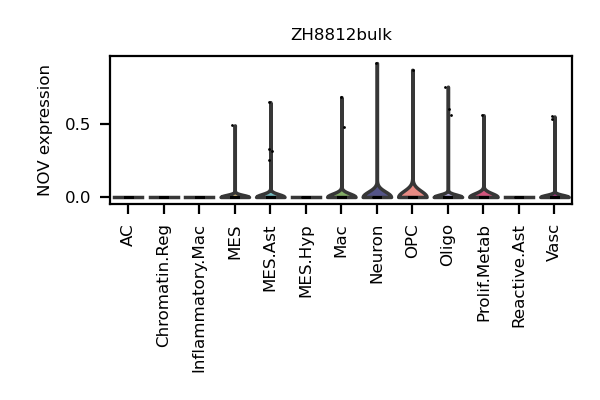 ZH8812bulk
NOV expression
0.5
0.0
AC
Chromatin.Reg
Inflammatory.Mac
MES
MES.Ast
MES.Hyp
Mac
Neuron
OPC
Oligo
Prolif.Metab
Reactive.Ast
Vasc